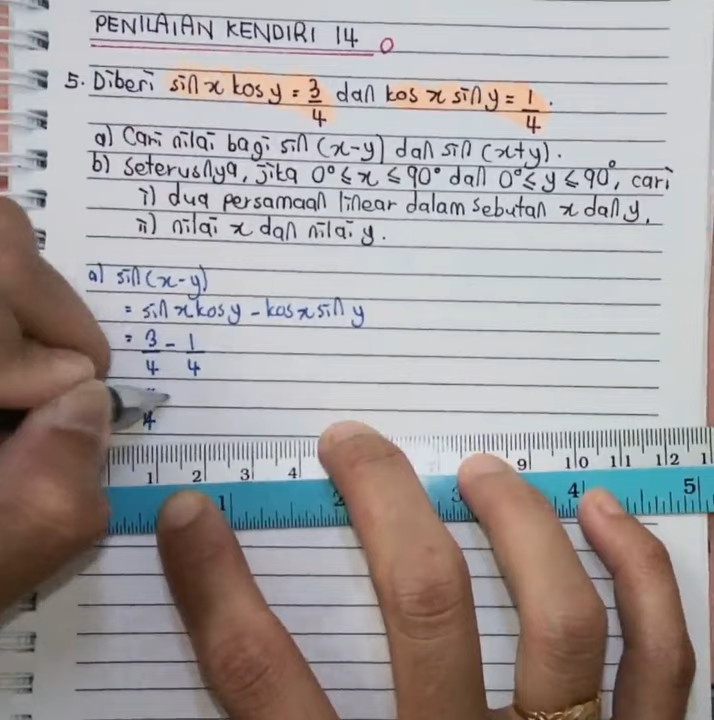 PENILAIAN KENDIRI 14
5. Diberi sin x kos y = 3/4 dan kos x sin y = 1/4.
a) Cari nilai bagi sin (x-y) dan sin (x+y).
b) Seterusnya, jika 0° ≤ x ≤ 90° dan 0° ≤ y ≤ 90°, cari
i) dua persamaan linear dalam sebutan x dan y.
ii) nilai x dan nilai y.
a) sin (x-y)
= sin x kos y - kos x sin y
= 3/4 - 1/4
4
1 2 3 4 9 10 11 12 1
1 2 3 4 5